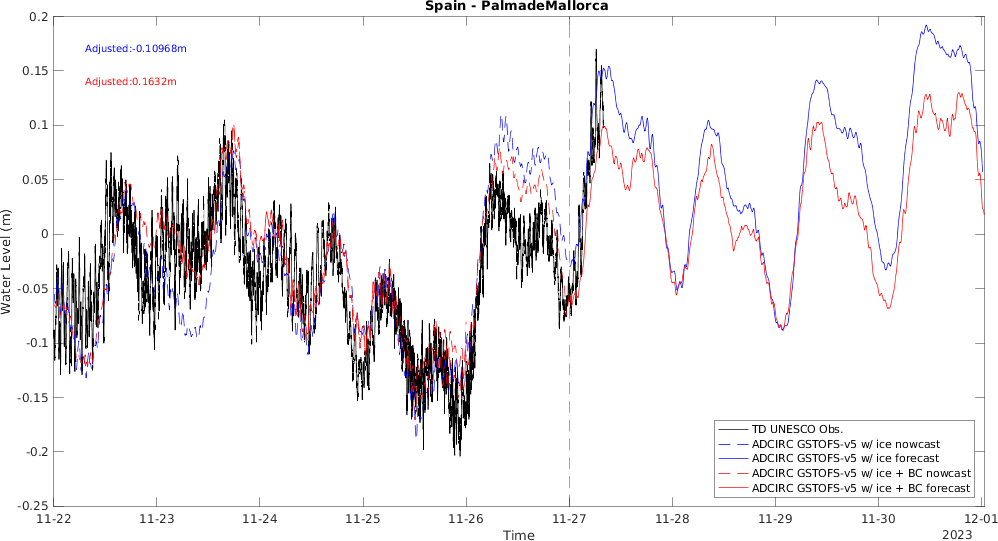 Spain - PalmadeMallorca
0.2
0.15
0.1
0.05
0
-0.05
-0.1
-0.15
-0.2
-0.25
Water Level (m)
Adjusted:-0.10968m
Adjusted:0.1632m
TD UNESCO Obs.
ADCIRC GSTOFS-v5 w/ ice nowcast
ADCIRC GSTOFS-v5 w/ ice forecast
ADCIRC GSTOFS-v5 w/ ice + BC nowcast
ADCIRC GSTOFS-v5 w/ ice + BC forecast
11-22 11-23 11-24 11-25 11-26 11-27 11-28 11-29 11-30 12-01
Time
2023